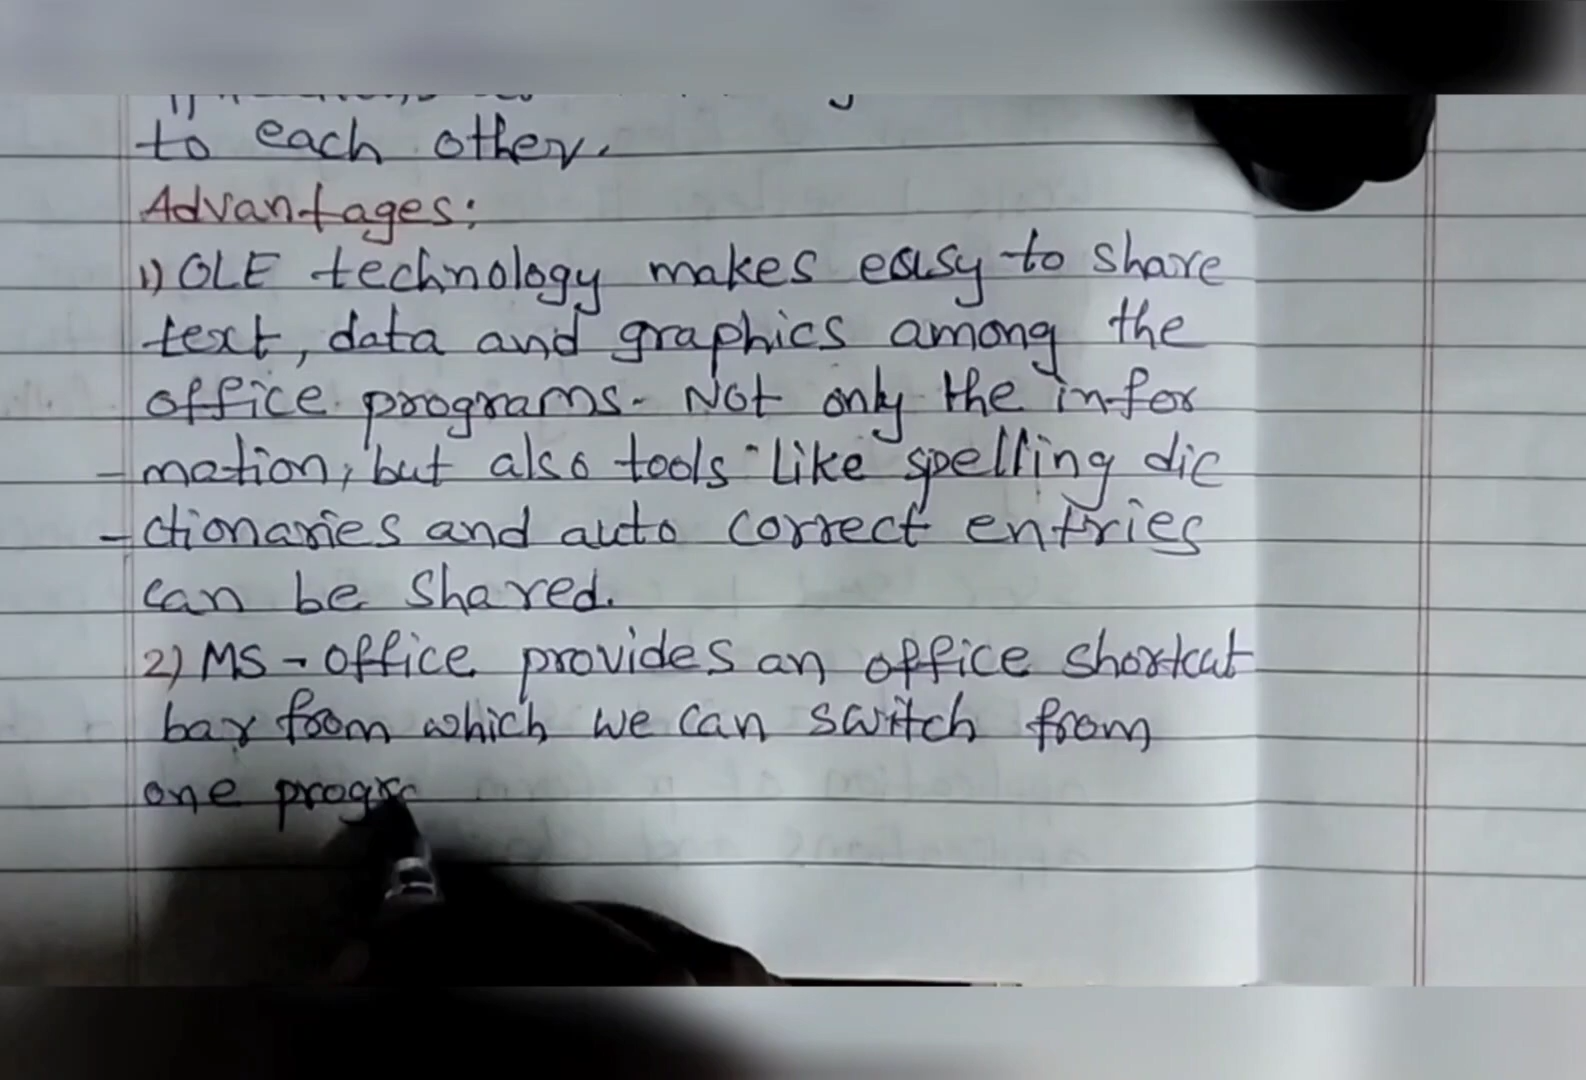 to each other.
Advantages:
1) OLE technology makes easy to share
text, data and graphics among the
office programs. Not only the infor
-mation, but also tools like spelling dic
-ctionaries and auto correct entries
can be shared.
2) MS-office provides an office shortcut
bar from which we can switch from
one progra